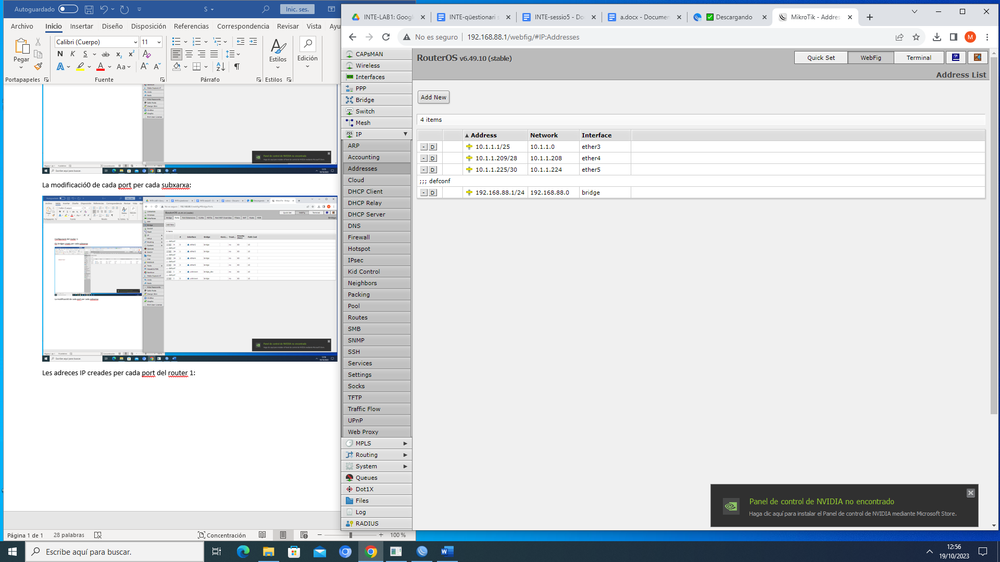 Autoguardado
S
Inic. ses.
Archivo
Inicio
Insertar
Diseño
Disposición
Referencias
Correspondencia
Revisar
Vista
Ayu
Pegar
Calibri (Cuerpo)
11
Estilos
Edición
Portapapeles
Fuente
Párrafo
Estilos
La modificació0 de cada port per cada subxarxa:
Les adreces IP creades per cada port del router 1:
Página 1 de 1
28 palabras
Concentración
100 %
INTE-LAB1: Googl
INTE-qüestionari s
INTE-sessio5 - Do
a.docx - Documen
Descargando
MikroTik - Addres
No es seguro
192.168.88.1/webfig/#IP:Addresses
M
CAPsMAN
Wireless
Interfaces
PPP
Bridge
Switch
Mesh
IP
ARP
Accounting
Addresses
Cloud
DHCP Client
DHCP Relay
DHCP Server
DNS
Firewall
Hotspot
IPsec
Kid Control
Neighbors
Packing
Pool
Routes
SMB
SNMP
SSH
Services
Settings
Socks
TFTP
Traffic Flow
UPnP
Web Proxy
MPLS
Routing
System
Queues
Dot1X
Files
Log
RADIUS
RouterOS v6.49.10 (stable)
Quick Set
WebFig
Terminal
Address List
Add New
4 items
Address Network Interface
- D 10.1.1.1/25 10.1.1.0 ether3
- D 10.1.1.209/28 10.1.1.208 ether4
- D 10.1.1.225/30 10.1.1.224 ether5
;;; defconf
- D 192.168.88.1/24 192.168.88.0 bridge
Panel de control de NVIDIA no encontrado
Haga clic aquí para instalar el Panel de control de NVIDIA mediante Microsoft Store.
Escribe aquí para buscar.
12:56
19/10/2023